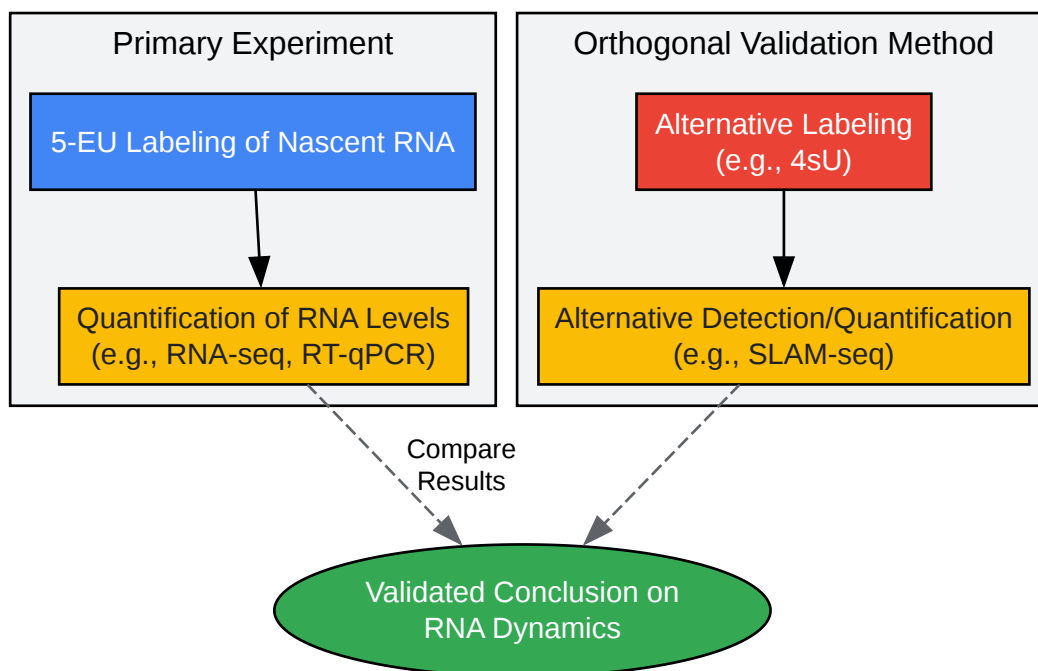 Primary Experiment
5-EU Labeling of Nascent RNA
Quantification of RNA Levels
(e.g., RNA-seq, RT-qPCR)
Orthogonal Validation Method
Alternative Labeling
(e.g., 4sU)
Alternative Detection/Quantification
(e.g., SLAM-seq)
Compare
Results
Validated Conclusion on
RNA Dynamics